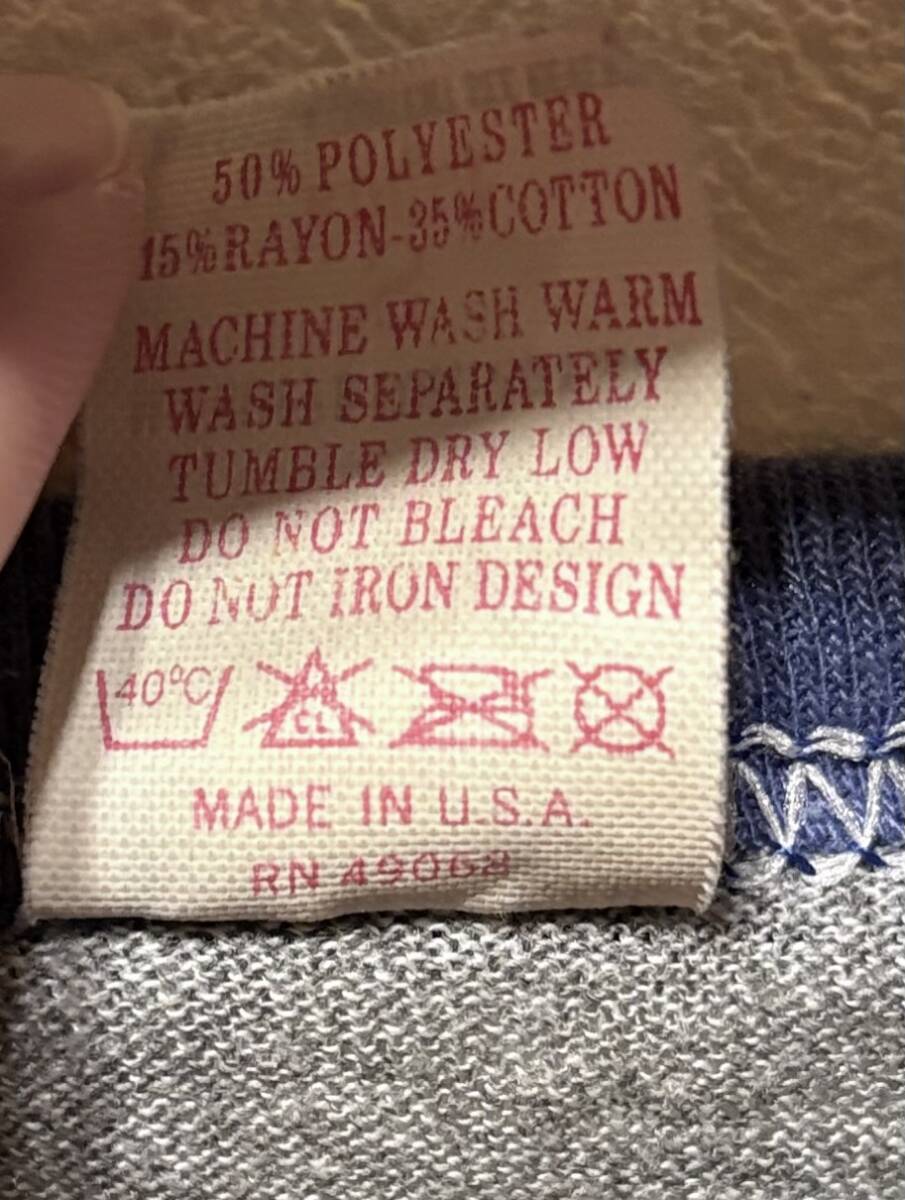 50% POLYESTER
15% RAYON-35% COTTON
MACHINE WASH WARM
WASH SEPARATELY
TUMBLE DRY LOW
DO NOT BLEACH
DO NOT IRON DESIGN
40°C
CL
MADE IN U.S.A.
RN 49068